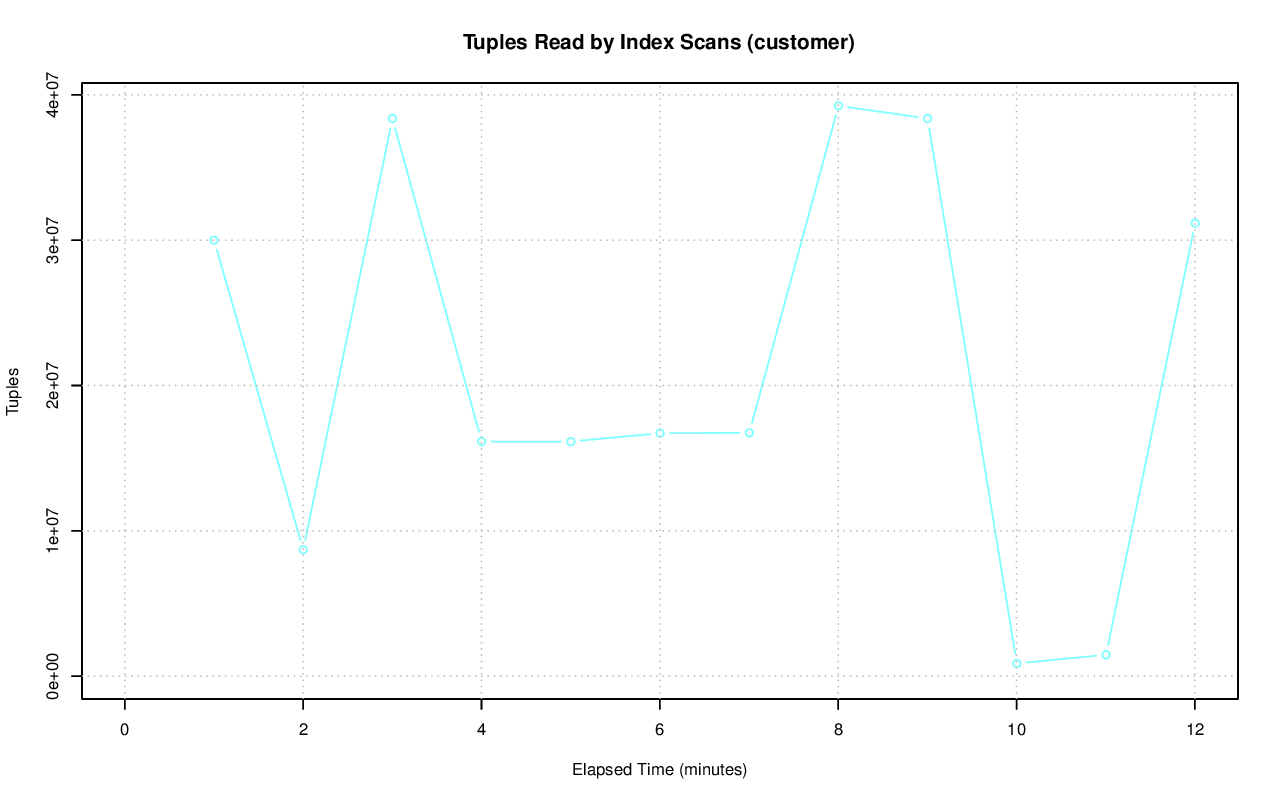 Tuples Read by Index Scans (customer)
4e+07
3e+07
2e+07
1e+07
0e+00
Tuples
0 2 4 6 8 10 12
Elapsed Time (minutes)